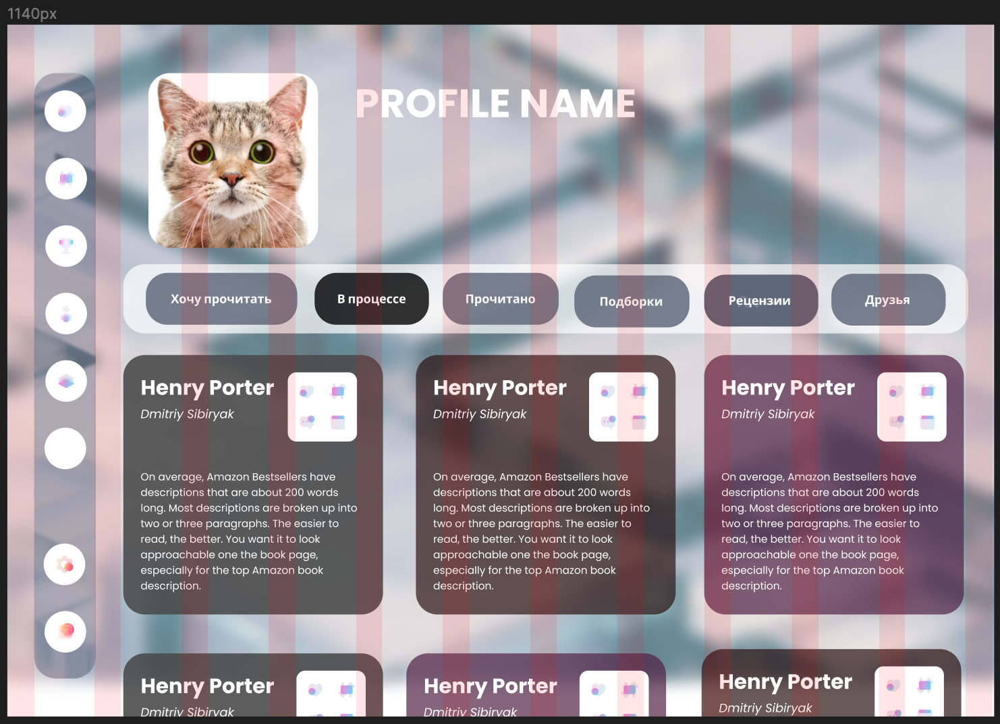 1140px
PROFILE NAME
Хочу прочитать
В процессе
Прочитано
Подборки
Рецензии
Друзья
Henry Porter
Dmitriy Sibiryak
On average, Amazon Bestsellers have
descriptions that are about 200 words
long. Most descriptions are broken up into
two or three paragraphs. The easier to
read, the better. You want it to look
approachable one the book page,
especially for the top Amazon book
description.
Henry Porter
Dmitriy Sibiryak
On average, Amazon Bestsellers have
descriptions that are about 200 words
long. Most descriptions are broken up into
two or three paragraphs. The easier to
read, the better. You want it to look
approachable one the book page,
especially for the top Amazon book
description.
Henry Porter
Dmitriy Sibiryak
On average, Amazon Bestsellers have
descriptions that are about 200 words
long. Most descriptions are broken up into
two or three paragraphs. The easier to
read, the better. You want it to look
approachable one the book page,
especially for the top Amazon book
description.
Henry Porter
Dmitriy Sibiryak
Henry Porter
Dmitriy Sibiryak
Henry Porter
Dmitriy Sibiryak